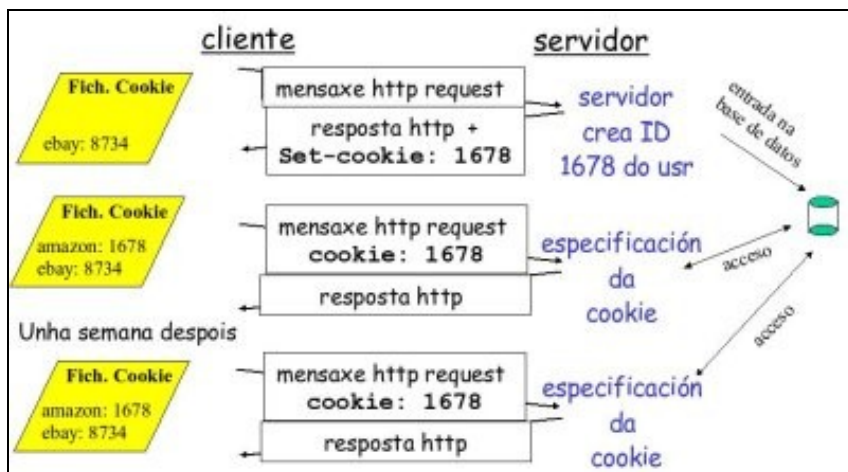 cliente
servidor
Fich. Cookie
ebay: 8734
mensaxe http request
resposta http +
Set-cookie: 1678
servidor
crea ID
1678 do usr
entrada na
base de datos
Fich. Cookie
amazon: 1678
ebay: 8734
mensaxe http request
cookie: 1678
resposta http
especificación
da
cookie
acceso
Unha semana despois
Fich. Cookie
amazon: 1678
ebay: 8734
mensaxe http request
cookie: 1678
resposta http
especificación
da
cookie
acceso